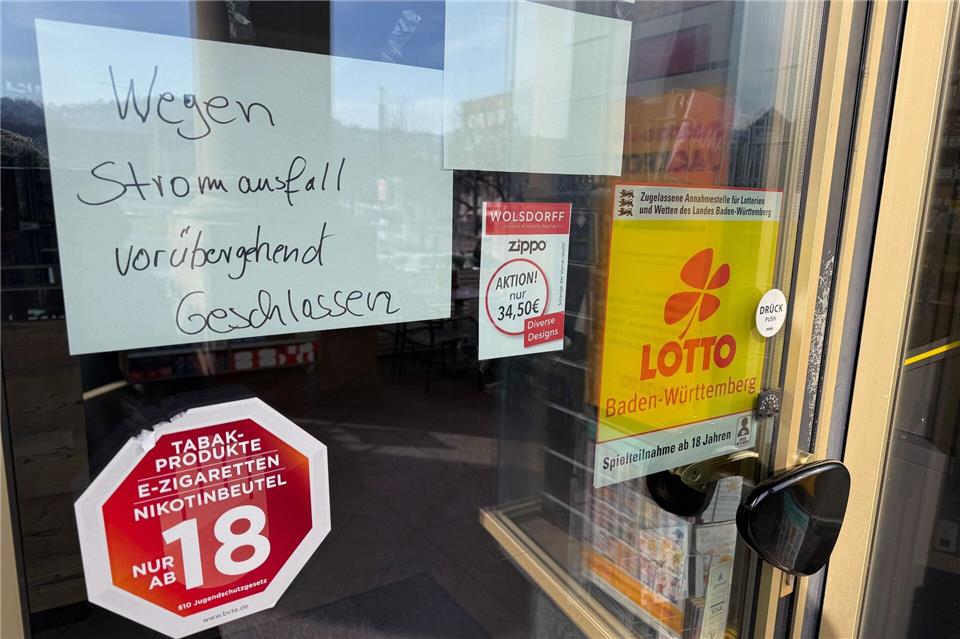 Wegen
Stromausfall
vorübergehend
Geschlassen
WOLSDORFF
zippo
AKTION!
nur
34,50€
Diverse
Designs
Zugelassene Annahmestelle für Lotterien
und Wetten des Landes Baden-Württemberg
LOTTO
Baden-Württemberg
Spielteilnahme ab 18 Jahren
DRÜCK
PUSH
TABAK-
PRODUKTE
E-ZIGARETTEN
NIKOTINBEUTEL
NUR
AB 18
§10 Jugendschutzgesetz
www.bvte.de